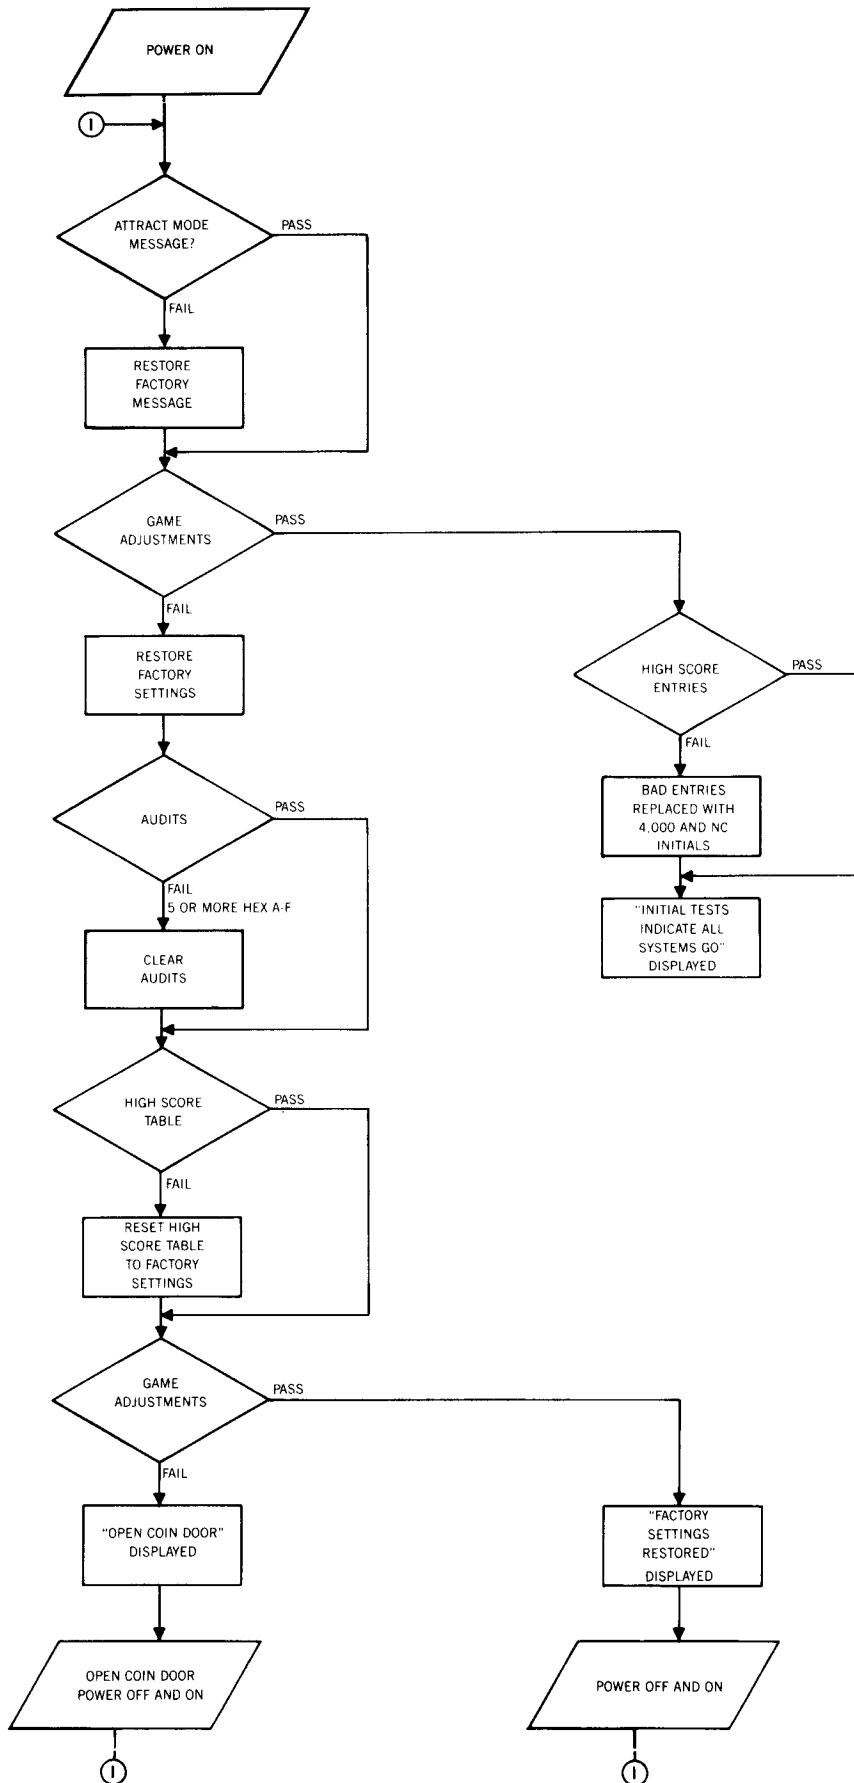 POWER ON
I
ATTRACT MODE
MESSAGE?
PASS
FAIL
RESTORE
FACTORY
MESSAGE
GAME
ADJUSTMENTS
PASS
FAIL
RESTORE
FACTORY
SETTINGS
HIGH SCORE
ENTRIES
PASS
FAIL
BAD ENTRIES
REPLACED WITH
4,000 AND NC
INITIALS
"INITIAL TESTS
INDICATE ALL
SYSTEMS GO"
DISPLAYED
AUDITS
PASS
FAIL
5 OR MORE HEX A-F
CLEAR
AUDITS
HIGH SCORE
TABLE
PASS
FAIL
RESET HIGH
SCORE TABLE
TO FACTORY
SETTINGS
GAME
ADJUSTMENTS
PASS
FAIL
"OPEN COIN DOOR"
DISPLAYED
"FACTORY
SETTINGS
RESTORED"
DISPLAYED
OPEN COIN DOOR
POWER OFF AND ON
POWER OFF AND ON
I
I